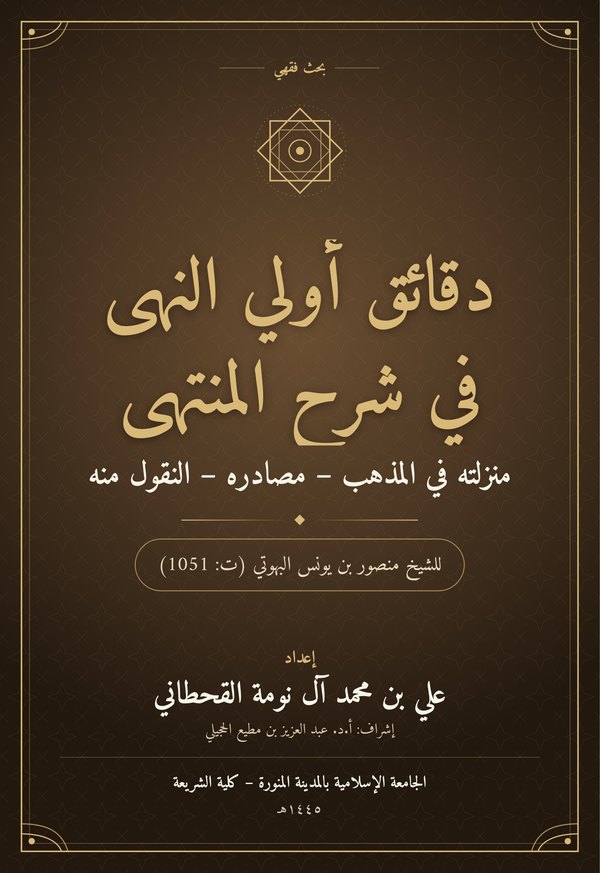 بحث فقهي
دقائق أولي النهى
في شرح المنتهى
منزلته في المذهب – مصادره – النقول منه
للشيخ منصور بن يونس البهوتي (ت: 1051)
إعداد
علي بن محمد آل نومة القحطاني
إشراف: أ.د. عبد العزيز بن مطيع الحجيلي
الجامعة الإسلامية بالمدينة المنورة – كلية الشريعة
١٤٤٥هـ